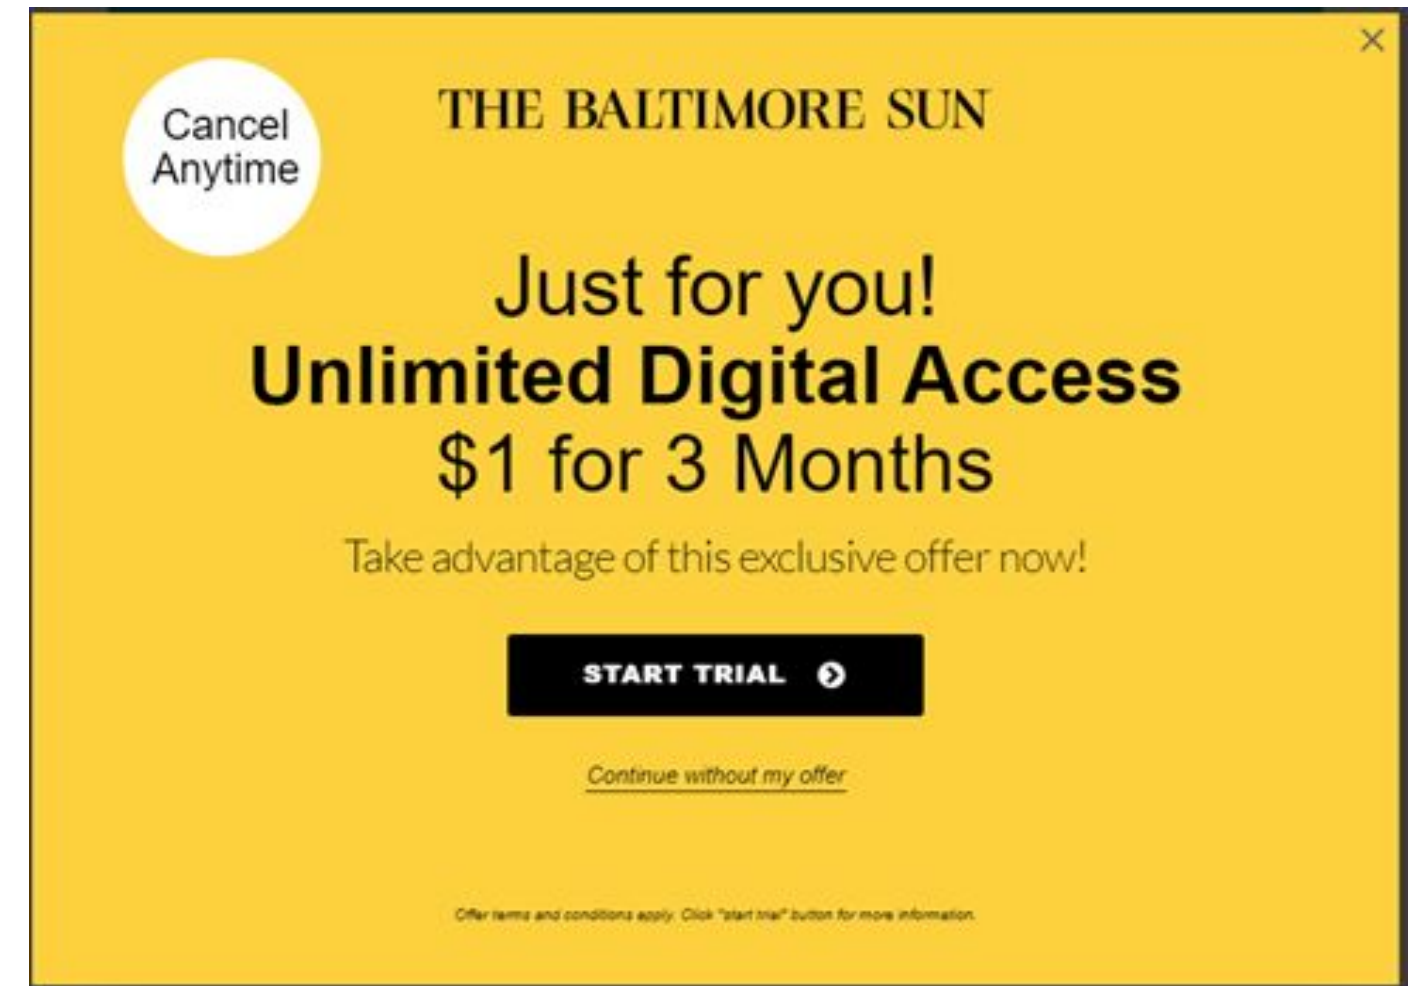 Cancel
Anytime
THE BALTIMORE SUN
Just for you!
Unlimited Digital Access
$1 for 3 Months
Take advantage of this exclusive offer now!
START TRIAL
Continue without my offer
Offer terms and conditions apply. Click "start trial" button for more information.